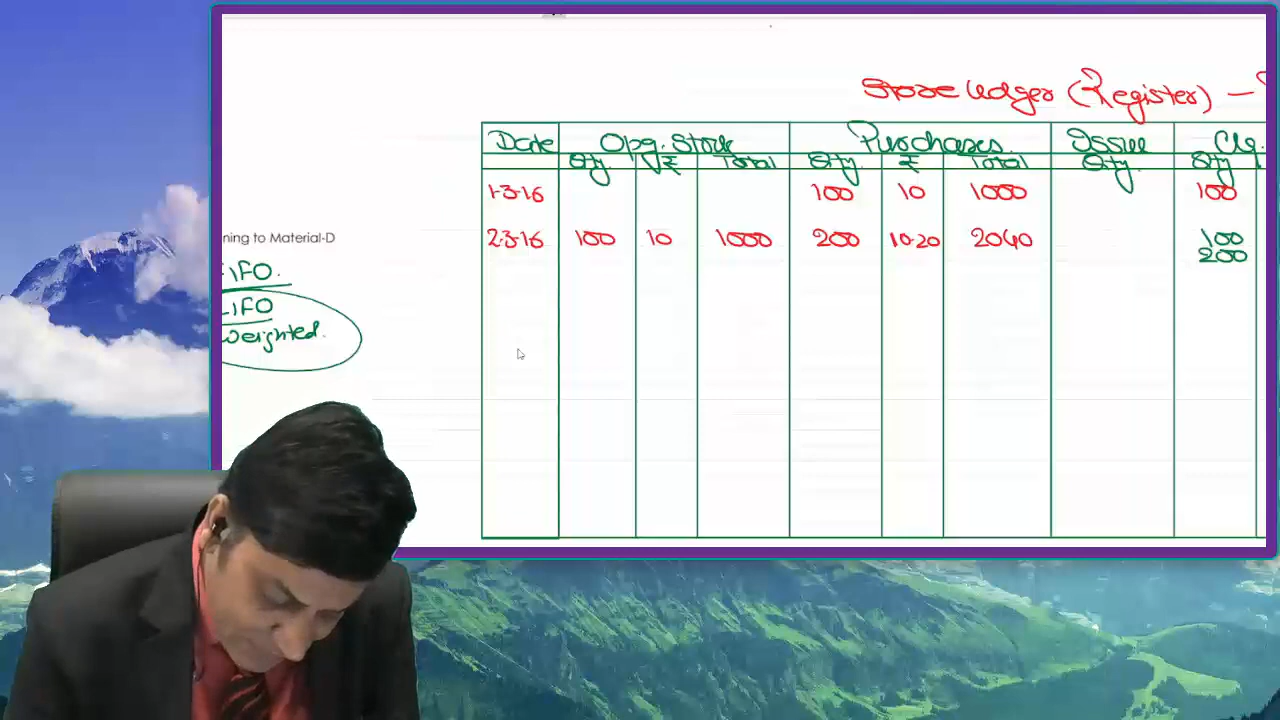 Store Ledger (Register) –
Date Opg. Stock Purchases. Issue Clg.
Qty. ₹ Total Qty. ₹ Total Qty. Qty.
1·3·16 100 10 1000 100
2·3·16 100 10 1000 200 10·20 2040 100
200
ning to Material-D
FIFO.
LIFO
Weighted.